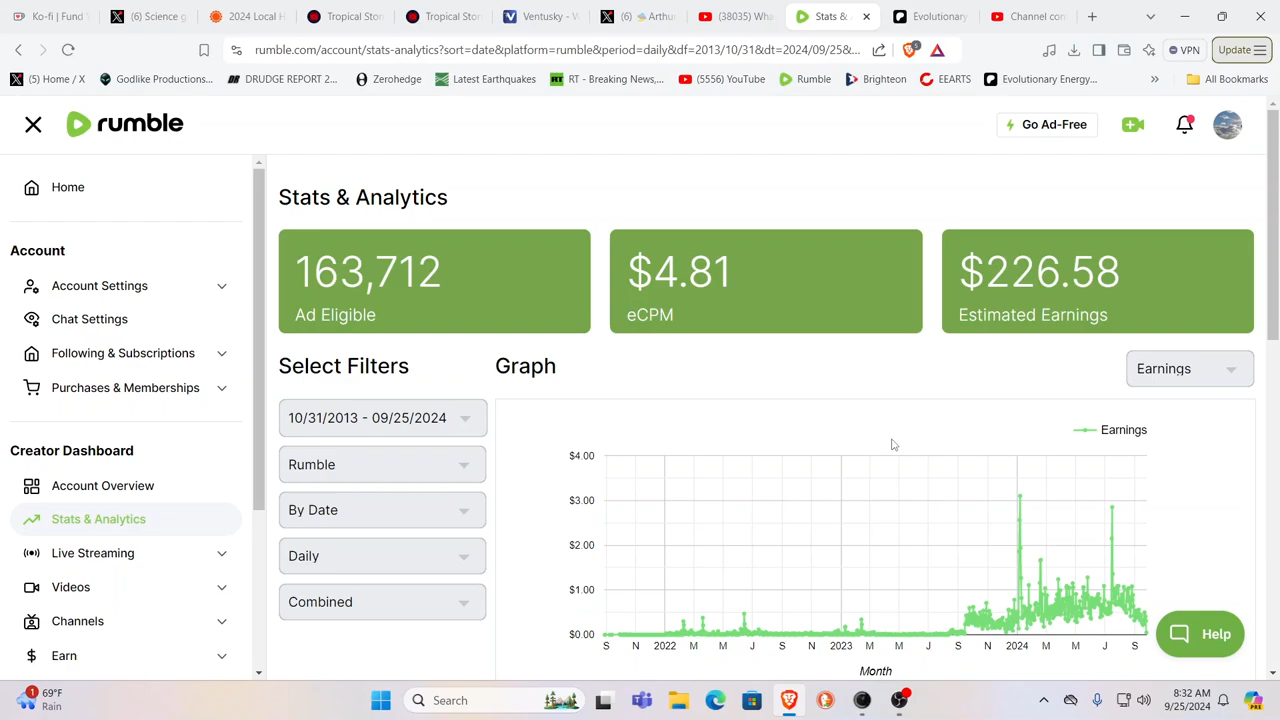 Ko-fi | Fund
(6) Science
2024 Local H
Tropical Stor
Tropical Stor
Ventusky - W
(6)
Arthur
(38035) Wha
Stats &
Evolutionary
Channel con
rumble.com/account/stats-analytics?sort=date&platform=rumble&period=daily&df=2013/10/31&dt=2024/09/25&...
5
VPN
Update
(5) Home / X
Godlike Productions...
DRUDGE REPORT 2...
Zerohedge
Latest Earthquakes
RT - Breaking News,...
(5556) YouTube
Rumble
Brighteon
EEARTS
Evolutionary Energy...
All Bookmarks
rumble
Go Ad-Free
Home
Account
Account Settings
Chat Settings
Following & Subscriptions
Purchases & Memberships
Creator Dashboard
Account Overview
Stats & Analytics
Live Streaming
Videos
Channels
Earn
Stats & Analytics
163,712
Ad Eligible
$4.81
eCPM
$226.58
Estimated Earnings
Select Filters
10/31/2013 - 09/25/2024
Rumble
By Date
Daily
Combined
Graph
Earnings
Earnings
$4.00
$3.00
$2.00
$1.00
$0.00
S N 2022 M M J S N 2023 M M J S N 2024 M M J S
Month
Help
1
69°F
Rain
Search
8:32 AM
9/25/2024
PRE